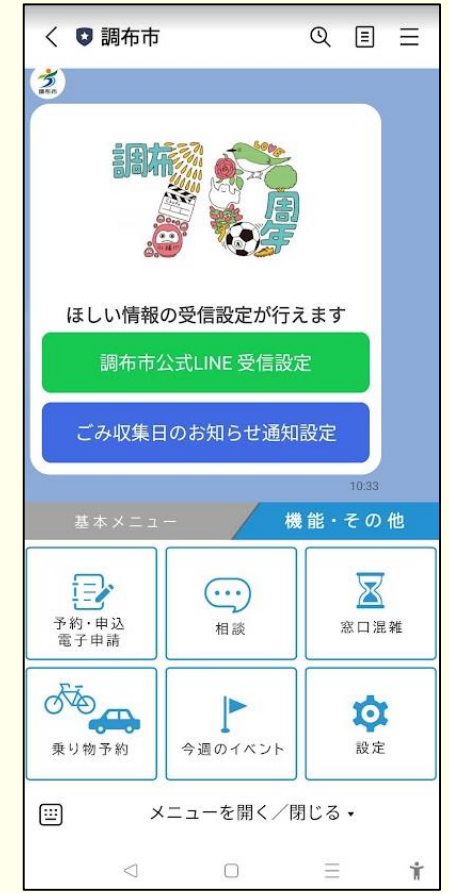 調布市
調布市
調布
70
LOVE
周年
ほしい情報の受信設定が行えます
調布市公式LINE 受信設定
ごみ収集日のお知らせ通知設定
10:33
基本メニュー
機能・その他
予約・申込
電子申請
相談
窓口混雑
乗り物予約
今週のイベント
設定
メニューを開く／閉じる▼